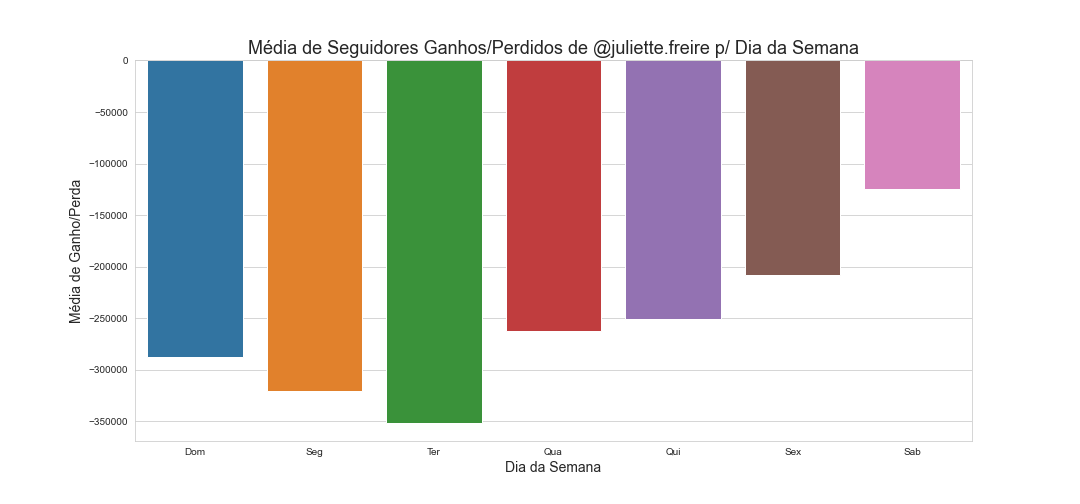 Média de Seguidores Ganhos/Perdidos de @juliette.freire p/ Dia da Semana
Média de Ganho/Perda
0
−50000
−100000
−150000
−200000
−250000
−300000
−350000
Dom Seg Ter Qua Qui Sex Sab
Dia da Semana